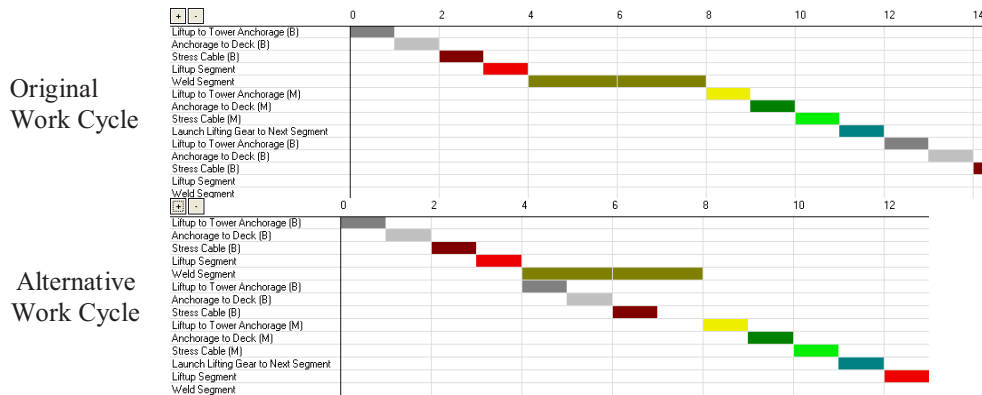 + -
0 2 4 6 8 10 12 14
Liftup to Tower Anchorage (B)
Anchorage to Deck (B)
Stress Cable (B)
Liftup Segment
Weld Segment
Liftup to Tower Anchorage (M)
Anchorage to Deck (M)
Stress Cable (M)
Launch Lifting Gear to Next Segment
Liftup to Tower Anchorage (B)
Anchorage to Deck (B)
Stress Cable (B)
Liftup Segment
Weld Segment
Original
Work Cycle
+ -
0 2 4 6 8 10 12
Liftup to Tower Anchorage (B)
Anchorage to Deck (B)
Stress Cable (B)
Liftup Segment
Weld Segment
Liftup to Tower Anchorage (B)
Anchorage to Deck (B)
Stress Cable (B)
Liftup to Tower Anchorage (M)
Anchorage to Deck (M)
Stress Cable (M)
Launch Lifting Gear to Next Segment
Liftup Segment
Weld Segment
Alternative
Work Cycle